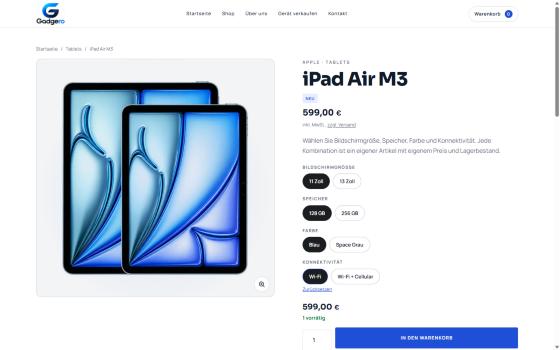 Gadgero
Startseite
Shop
Über uns
Gerät verkaufen
Kontakt
Warenkorb 0
Startseite / Tablets / iPad Air M3
APPLE · TABLETS
iPad Air M3
NEU
599,00 €
inkl. MwSt., zzgl. Versand
Wählen Sie Bildschirmgröße, Speicher, Farbe und Konnektivität. Jede
Kombination ist ein eigener Artikel mit eigenem Preis und Lagerbestand.
BILDSCHIRMGRÖSSE
11 Zoll
13 Zoll
SPEICHER
128 GB
256 GB
FARBE
Blau
Space Grau
KONNEKTIVITÄT
Wi-Fi
Wi-Fi + Cellular
Zurücksetzen
599,00 €
1 vorrätig
1
IN DEN WARENKORB